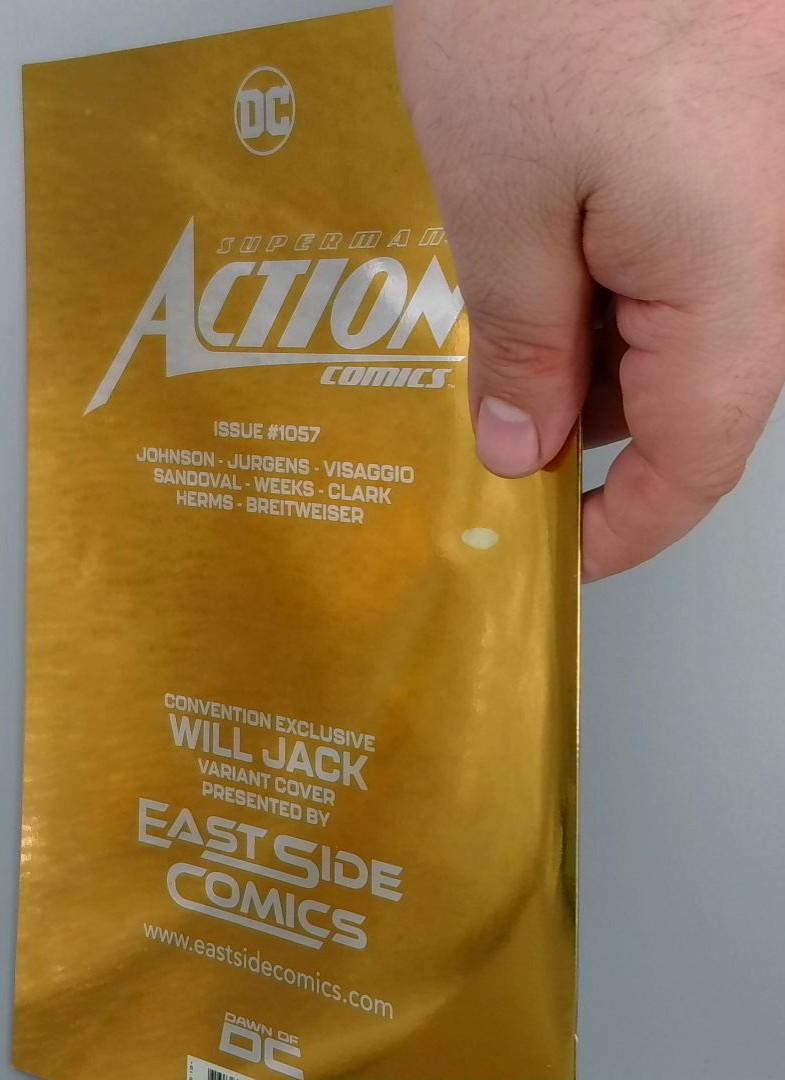 DC
SUPERMAN
ACTION
COMICS™
ISSUE #1057
JOHNSON - JURGENS - VISAGGIO
SANDOVAL - WEEKS - CLARK
HERMS - BREITWEISER
CONVENTION EXCLUSIVE
WILL JACK
VARIANT COVER
PRESENTED BY
EAST SIDE
COMICS
www.eastsidecomics.com
DAWN OF
DC